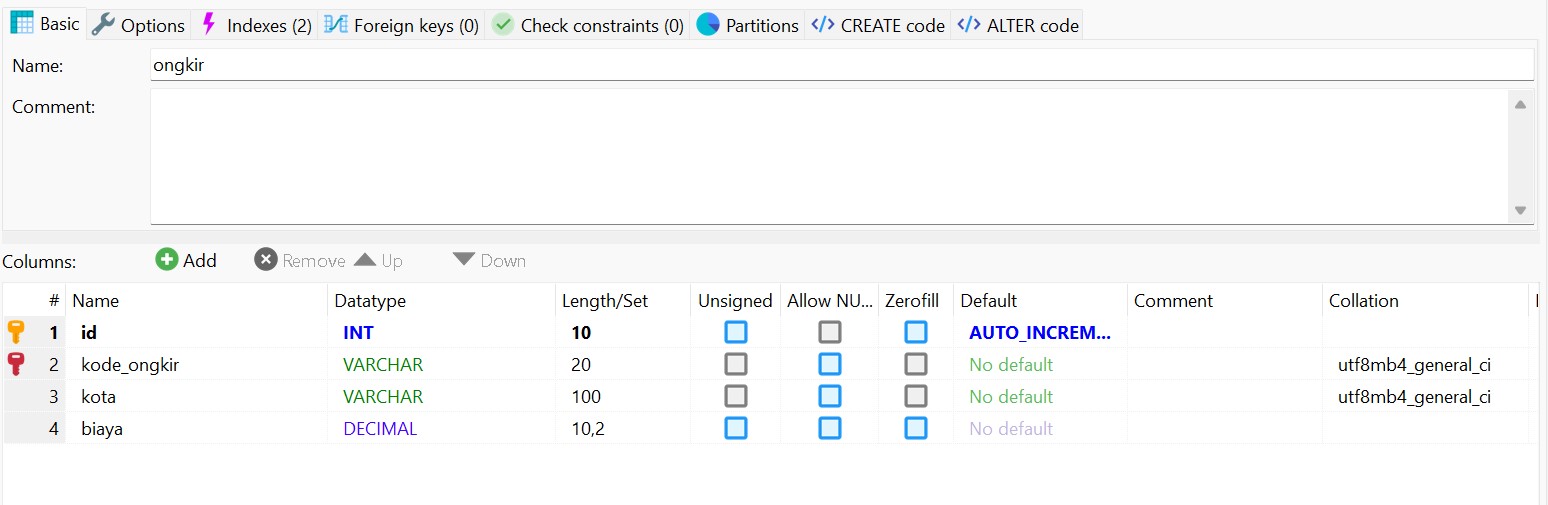 Basic Options Indexes (2) Foreign keys (0) Check constraints (0) Partitions CREATE code ALTER code
Name: ongkir
Comment:
Columns: Add Remove Up Down
# Name Datatype Length/Set Unsigned Allow NU... Zerofill Default Comment Collation
1 id INT 10 AUTO_INCREM...
2 kode_ongkir VARCHAR 20 No default utf8mb4_general_ci
3 kota VARCHAR 100 No default utf8mb4_general_ci
4 biaya DECIMAL 10,2 No default